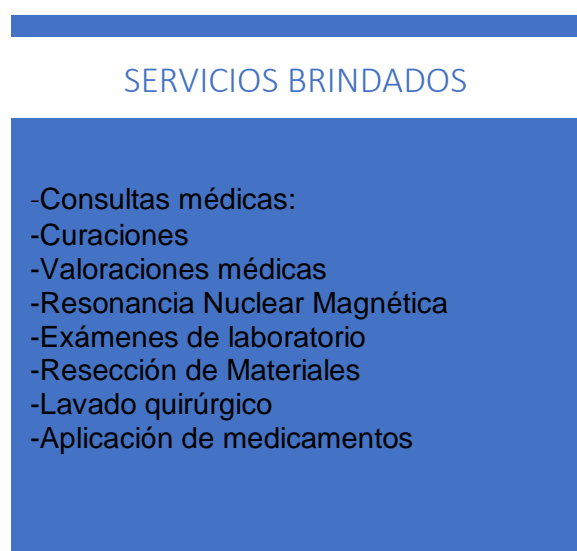 SERVICIOS BRINDADOS
-Consultas médicas:
-Curaciones
-Valoraciones médicas
-Resonancia Nuclear Magnética
-Exámenes de laboratorio
-Resección de Materiales
-Lavado quirúrgico
-Aplicación de medicamentos